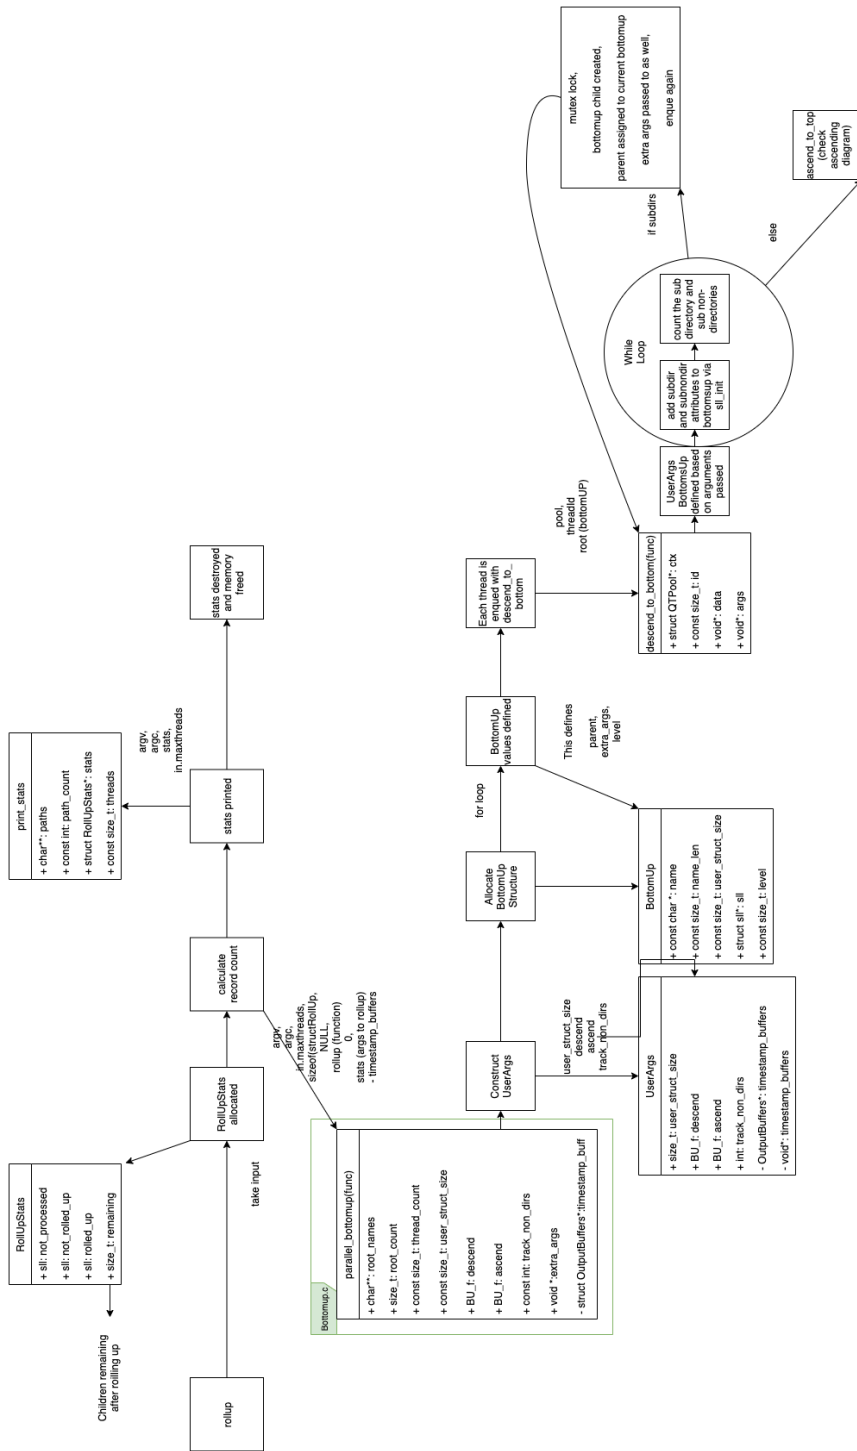 rollup
take input
RollUpStats
+ sll: not_processed
+ sll: not_rolled_up
+ sll: rolled_up
+ size_t: remaining
Children remaining
after roilling up
RollUpStats
allocated
calculate
record count
stats printed
print_stats
+ char**: paths
+ const int: path_count
+ struct RollUpStats*: stats
+ const size_t: threads
argv,
argc,
stats,
in.maxthreads
stats destroyed
and memory
freed
argv,
argc,
in.maxthreads,
sizeof(structRollUp,
NULL,
rollup (function)
0,
stats (args to rollup)
- timestamp_buffers
Bottomup.c
parallel_bottomup(func)
+ char**: root_names
+ size_t: root_count
+ const size_t: thread_count
+ const size_t: user_struct_size
+ BU_f: descend
+ BU_f: ascend
+ const int: track_non_dirs
+ void *:extra_args
- struct OutputBuffers*:timestamp_buff
Construct
UserArgs
user_struct_size
descend
ascend
track_non_dirs
UserArgs
+ size_t: user_struct_size
+ BU_f: descend
+ BU_f: ascend
+ int: track_non_dirs
- OutputBuffers*: timestamp_buffers
- void*: timestamp_buffers
Allocate
BottomUp
Structure
for loop
BottomUp
+ const char *: name
+ const size_t: name_len
+ const size_t: user_struct_size
+ struct sll*: sll
+ const size_t: level
BottomUp
values defined
This defines
parent,
extra_args,
level
Each thread is
enqued with
descend_to_
bottom
pool,
threadId
root (bottomUP)
descend_to_bottom(func)
+ struct QTPool*: ctx
+ const size_t: id
+ void*: data
+ void*: args
UserArgs
BottomsUp
defined based
on arguments
passed
While
Loop
add subdir
and subnondir
attributes to
bottomsup via
sll_init
count the sub
directory and
sub non-
directories
if subdirs
mutex lock,
bottomup child created,
parent assigned to current bottomup
extra args passed to as well,
enque again
else
ascend_to_top
(check
ascending
diagram)